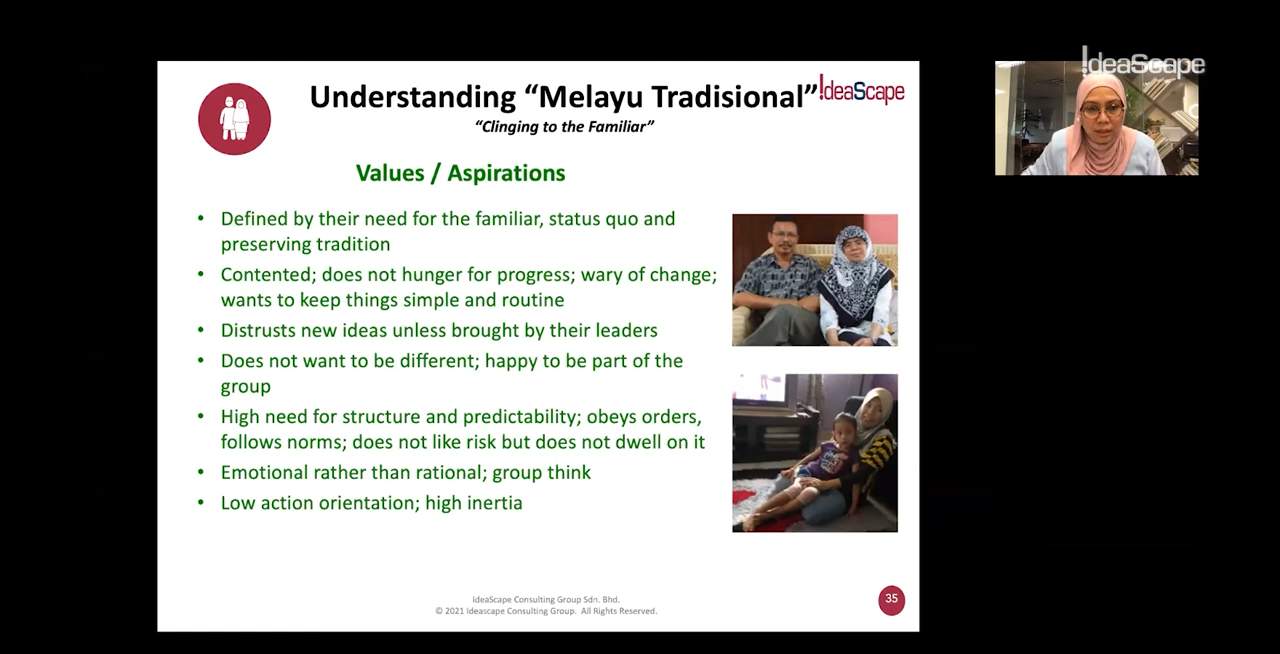 Understanding “Melayu Tradisional”
!deaScape
“Clinging to the Familiar”
Values / Aspirations
• Defined by their need for the familiar, status quo and
preserving tradition
• Contented; does not hunger for progress; wary of change;
wants to keep things simple and routine
• Distrusts new ideas unless brought by their leaders
• Does not want to be different; happy to be part of the
group
• High need for structure and predictability; obeys orders,
follows norms; does not like risk but does not dwell on it
• Emotional rather than rational; group think
• Low action orientation; high inertia
IdeaScape Consulting Group Sdn. Bhd.
© 2021 Ideascape Consulting Group. All Rights Reserved.
35
!deaScape